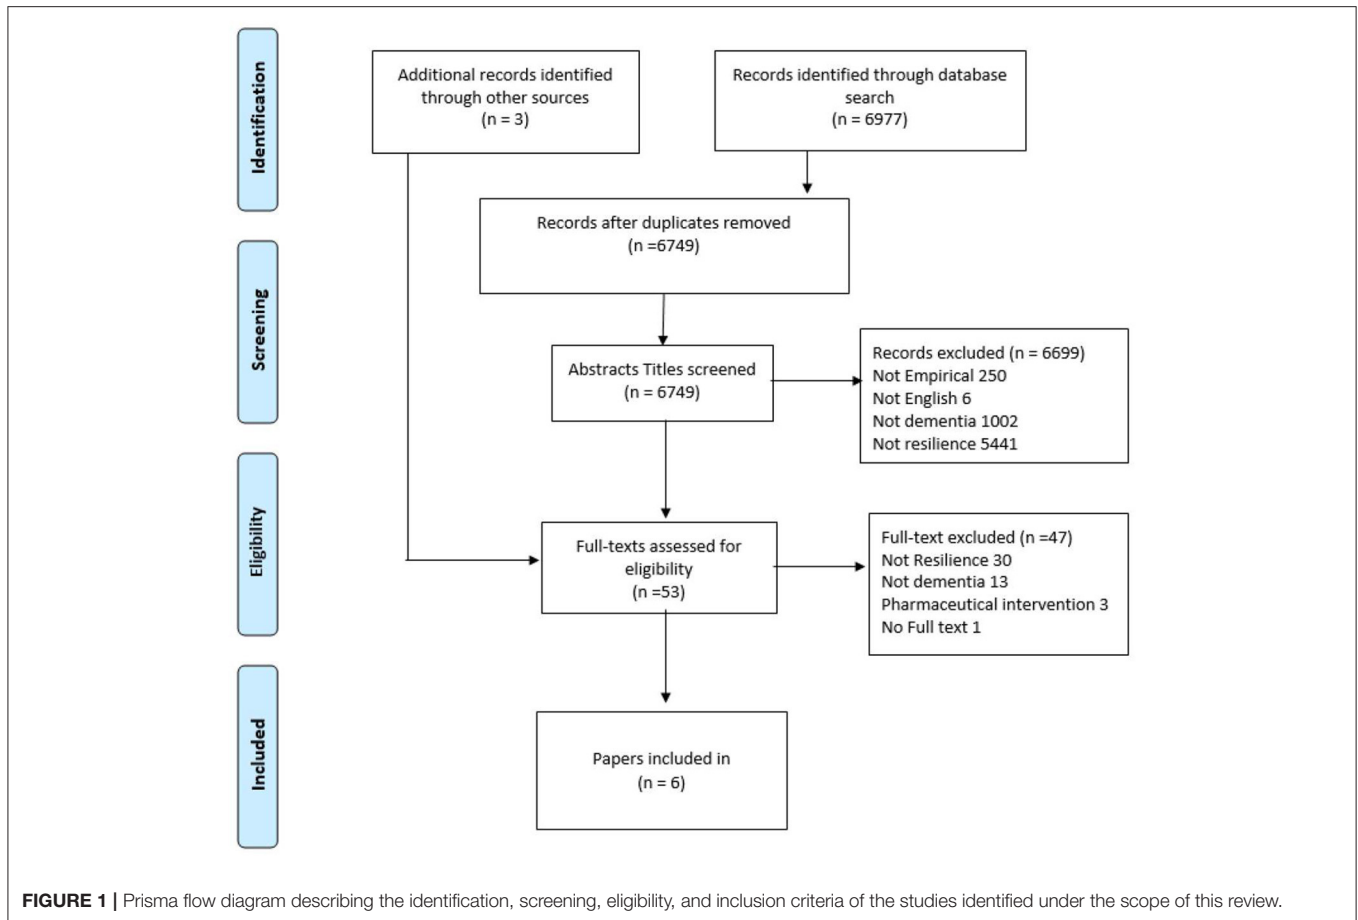 Identification
Additional records identified
through other sources
(n = 3)
Records identified through database
search
(n = 6977)
Records after duplicates removed
(n =6749)
Screening
Abstracts Titles screened
(n = 6749)
Records excluded (n = 6699)
Not Empirical 250
Not English 6
Not dementia 1002
Not resilience 5441
Eligibility
Full-texts assessed for
eligibility
(n =53)
Full-text excluded (n =47)
Not Resilience 30
Not dementia 13
Pharmaceutical intervention 3
No Full text 1
Included
Papers included in
(n = 6)
FIGURE 1 | Prisma flow diagram describing the identification, screening, eligibility, and inclusion criteria of the studies identified under the scope of this review.